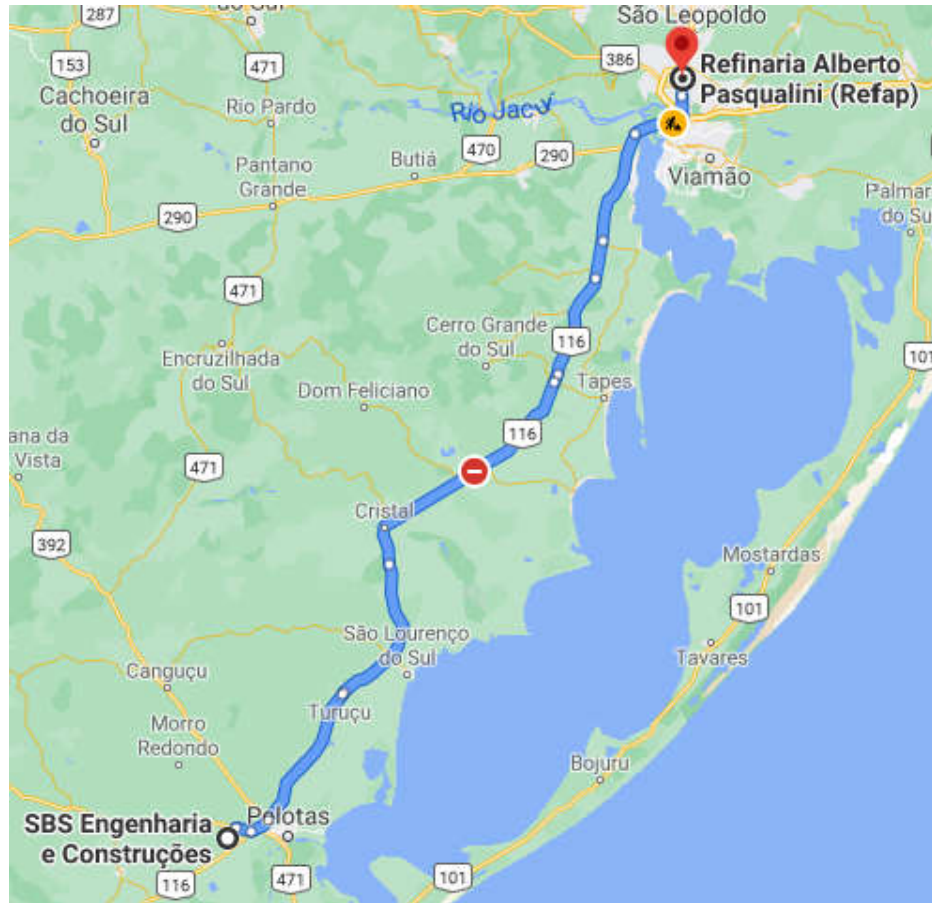 287
do Sul
São Leopoldo
153
471
386
Refinaria Alberto
Pasqualini (Refap)
Cachoeira
do Sul
Rio Pardo
Rio Jacuí
Butiá
470
290
Pantano
Grande
Viamão
290
Palmar
do Su
471
Cerro Grande
do Sul
116
Encruzilhada
do Sul
Dom Feliciano
Tapes
101
116
ana da
Vista
471
Cristal
392
Mostardas
101
São Lourenço
do Sul
Tavares
Canguçu
Turuçu
Morro
Redondo
Bojuru
SBS Engenharia
e Construções
Pelotas
116
471
101